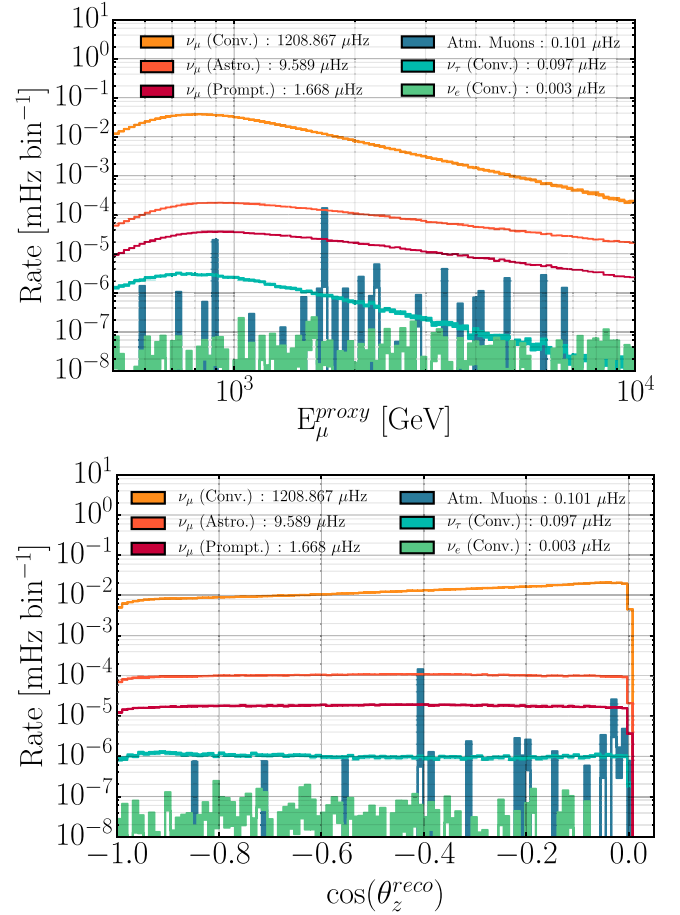 10^1
10^0
10^−1
10^−2
10^−3
10^−4
10^−5
10^−6
10^−7
10^−8
Rate [mHz bin^−1]
ν_μ (Conv.) : 1208.867 μHz
ν_μ (Astro.) : 9.589 μHz
ν_μ (Prompt.) : 1.668 μHz
Atm. Muons : 0.101 μHz
ν_τ (Conv.) : 0.097 μHz
ν_e (Conv.) : 0.003 μHz
10^3 10^4
E_μ^proxy [GeV]
10^1
10^0
10^−1
10^−2
10^−3
10^−4
10^−5
10^−6
10^−7
10^−8
Rate [mHz bin^−1]
ν_μ (Conv.) : 1208.867 μHz
ν_μ (Astro.) : 9.589 μHz
ν_μ (Prompt.) : 1.668 μHz
Atm. Muons : 0.101 μHz
ν_τ (Conv.) : 0.097 μHz
ν_e (Conv.) : 0.003 μHz
−1.0 −0.8 −0.6 −0.4 −0.2 0.0
cos(θ_z^reco)